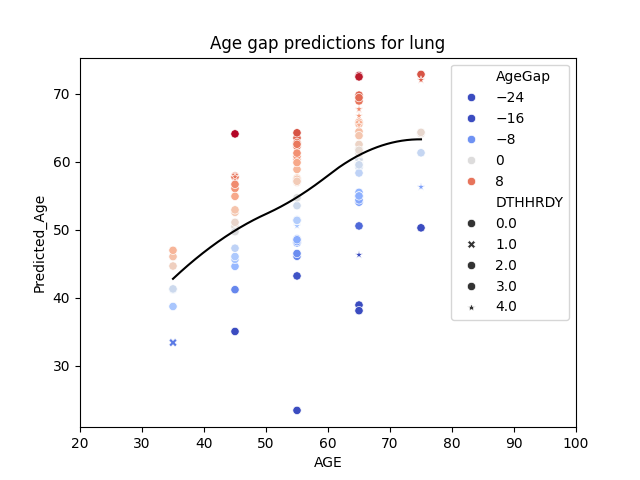 Age gap predictions for lung
Predicted_Age
70
60
50
40
30
20 30 40 50 60 70 80 90 100
AGE
AgeGap
−24
−16
−8
0
8
DTHHRDY
0.0
1.0
2.0
3.0
4.0